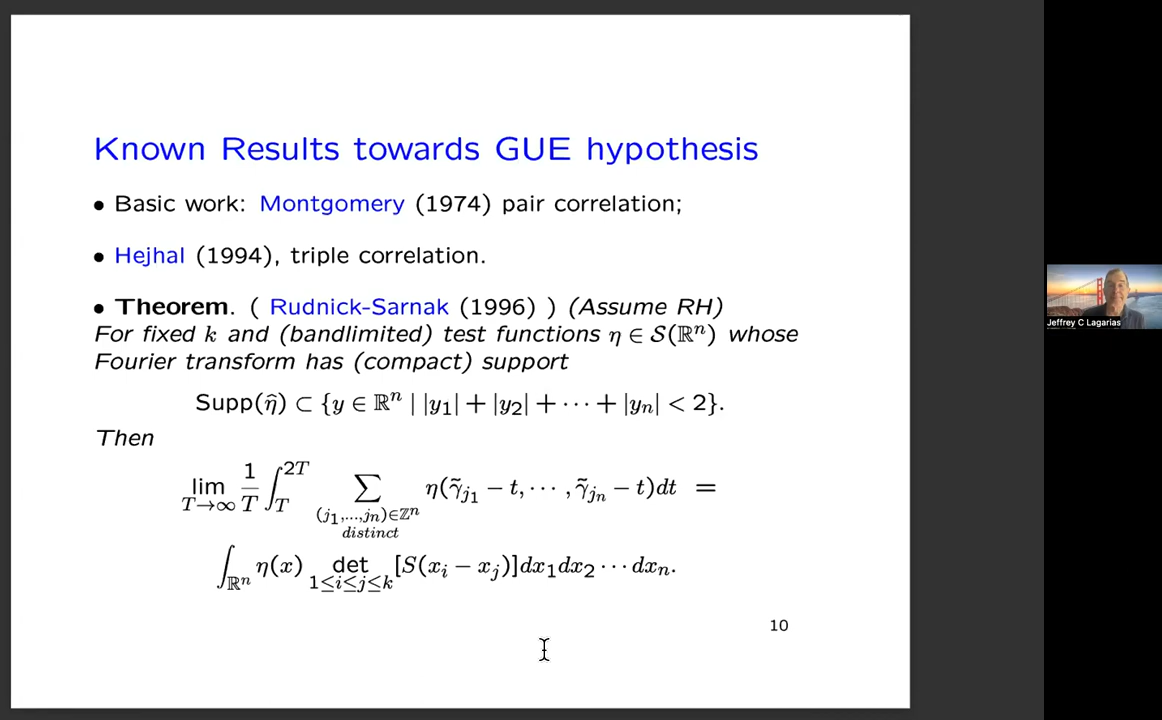 Known Results towards GUE hypothesis
• Basic work: Montgomery (1974) pair correlation;
• Hejhal (1994), triple correlation.
• Theorem. ( Rudnick-Sarnak (1996) ) (Assume RH)
For fixed k and (bandlimited) test functions η ∈ S(ℝⁿ) whose
Fourier transform has (compact) support
Supp(η̂) ⊂ {y ∈ ℝⁿ | |y₁| + |y₂| + ⋯ + |yₙ| < 2}.
Then
lim_{T→∞} 1/T ∫_T^{2T} ∑_{(j₁,...,jn)∈ℤⁿ distinct} η(γ̃_{j₁} − t, ⋯ , γ̃_{jₙ} − t)dt =
∫_{ℝⁿ} η(x) det_{1≤i≤j≤k} [S(x_i − x_j)]dx₁dx₂ ⋯ dxₙ.
10
Jeffrey C Lagarias